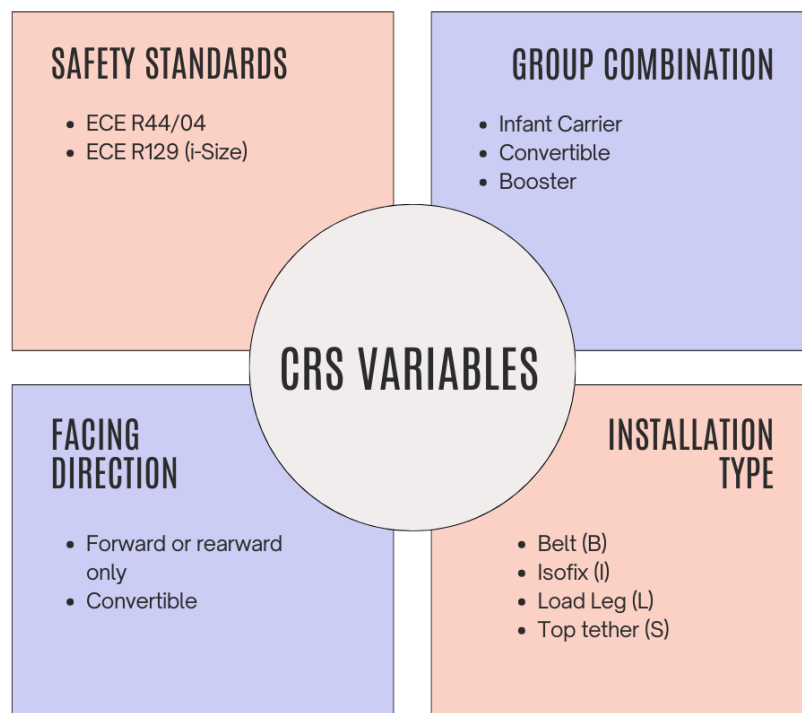 SAFETY STANDARDS
• ECE R44/04
• ECE R129 (i-Size)
GROUP COMBINATION
• Infant Carrier
• Convertible
• Booster
CRS VARIABLES
FACING
DIRECTION
• Forward or rearward
only
• Convertible
INSTALLATION
TYPE
• Belt (B)
• Isofix (I)
• Load Leg (L)
• Top tether (S)